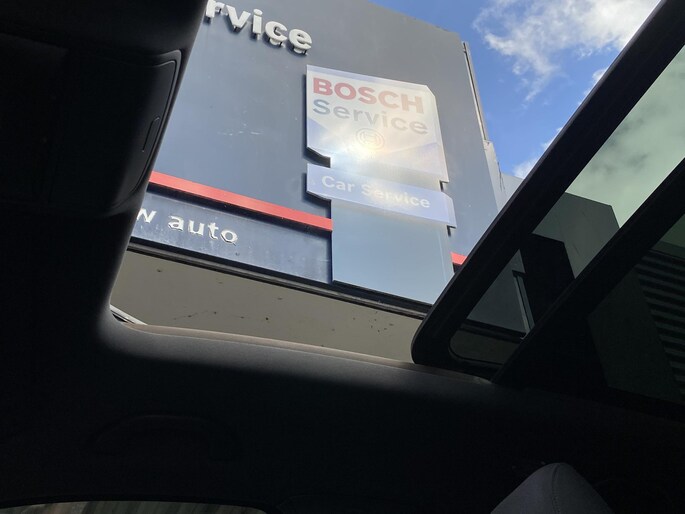 rvice
BOSCH
Service
Car Service
w auto